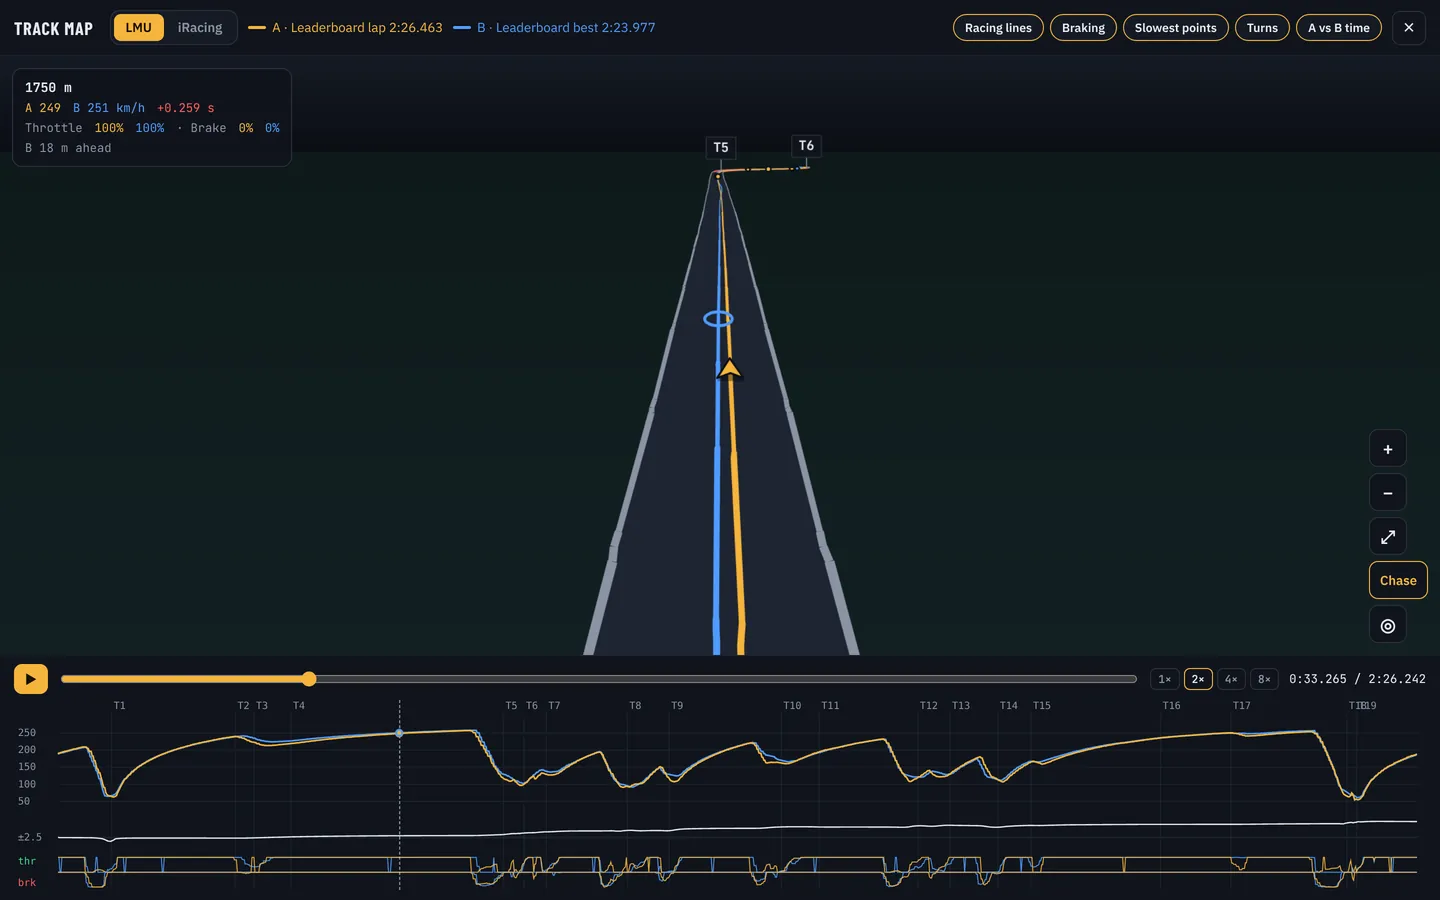 TRACK MAP LMU iRacing A · Leaderboard lap 2:26.463 B · Leaderboard best 2:23.977 Racing lines Braking Slowest points Turns A vs B time ×
1750 m
A 249 B 251 km/h +0.259 s
Throttle 100% 100% · Brake 0% 0%
B 18 m ahead
T5 T6
+
−
Chase
1× 2× 4× 8× 0:33.265 / 2:26.242
T1 T2 T3 T4 T5 T6 T7 T8 T9 T10 T11 T12 T13 T14 T15 T16 T17 T19
250
200
150
100
50
±2.5
thr
brk